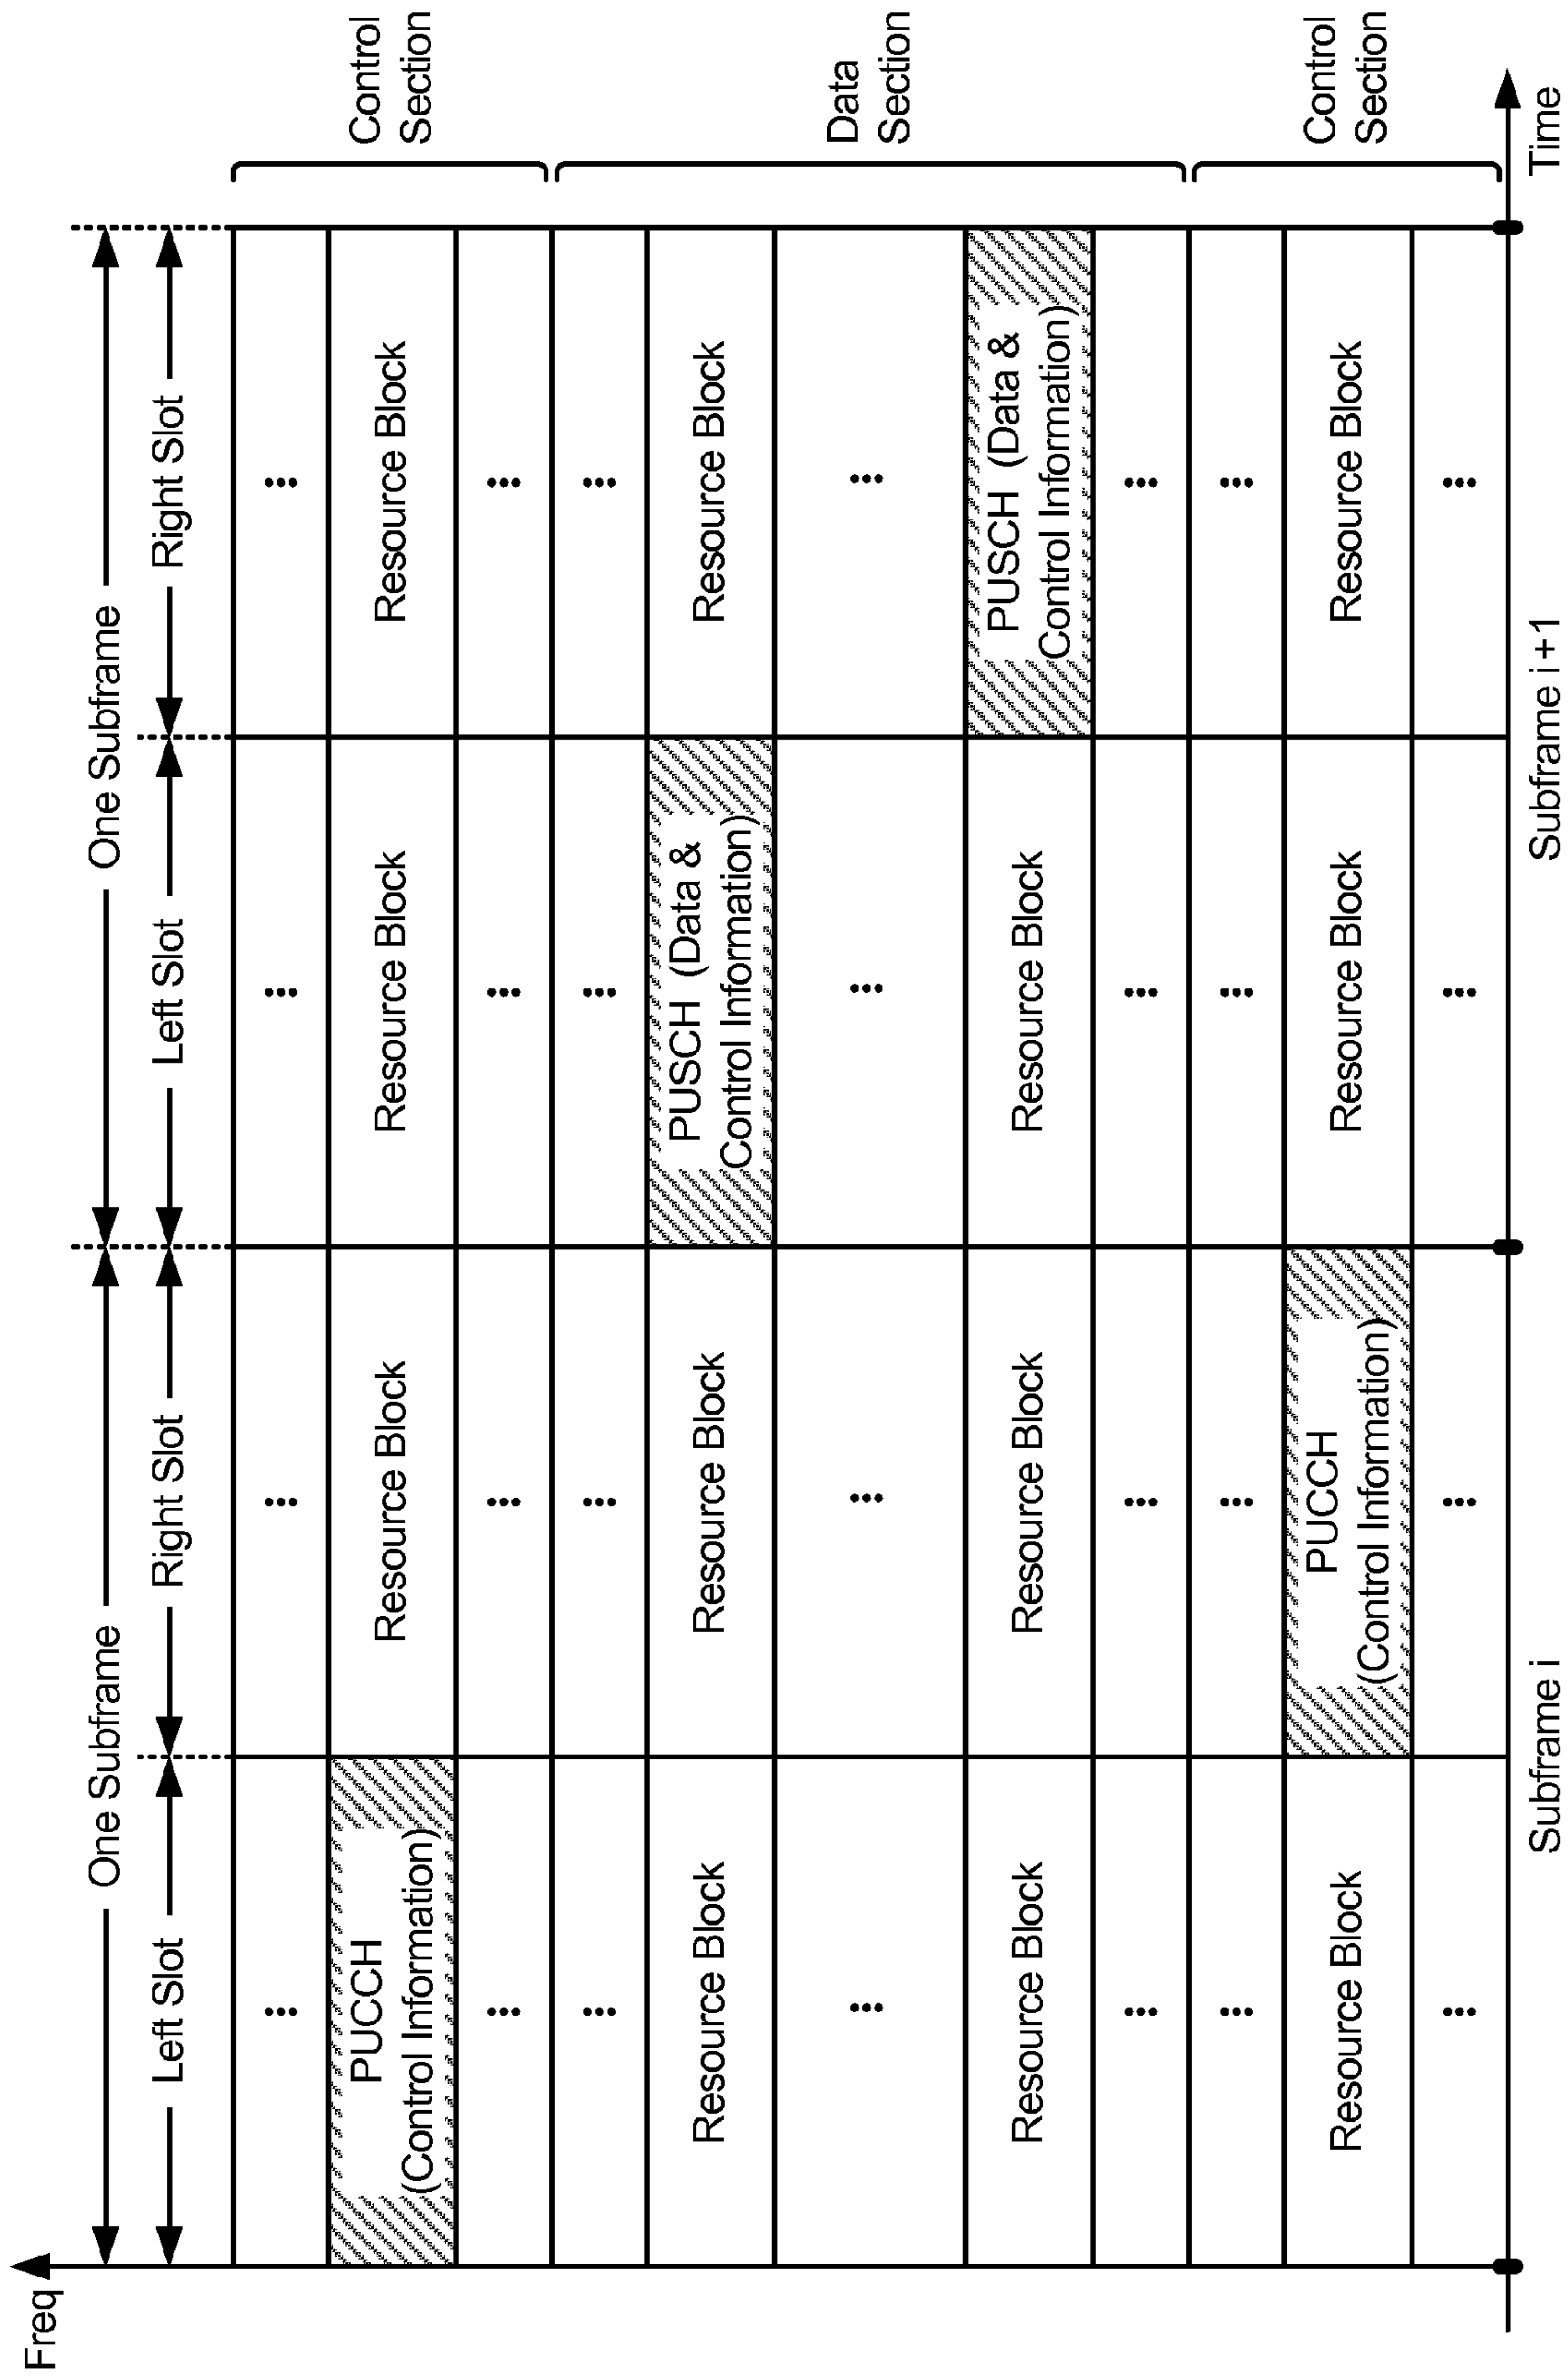 Freq
One Subframe
One Subframe
Left Slot
Right Slot
Left Slot
Right Slot
PUCCH
(Control Information)
Resource Block
Resource Block
Resource Block
Control
Section
Resource Block
Resource Block
PUSCH (Data &
Control Information)
Resource Block
Data
Section
Resource Block
Resource Block
Resource Block
PUSCH (Data &
Control Information)
Resource Block
PUCCH
(Control Information)
Resource Block
Resource Block
Control
Section
Subframe i
Subframe i +1
Time